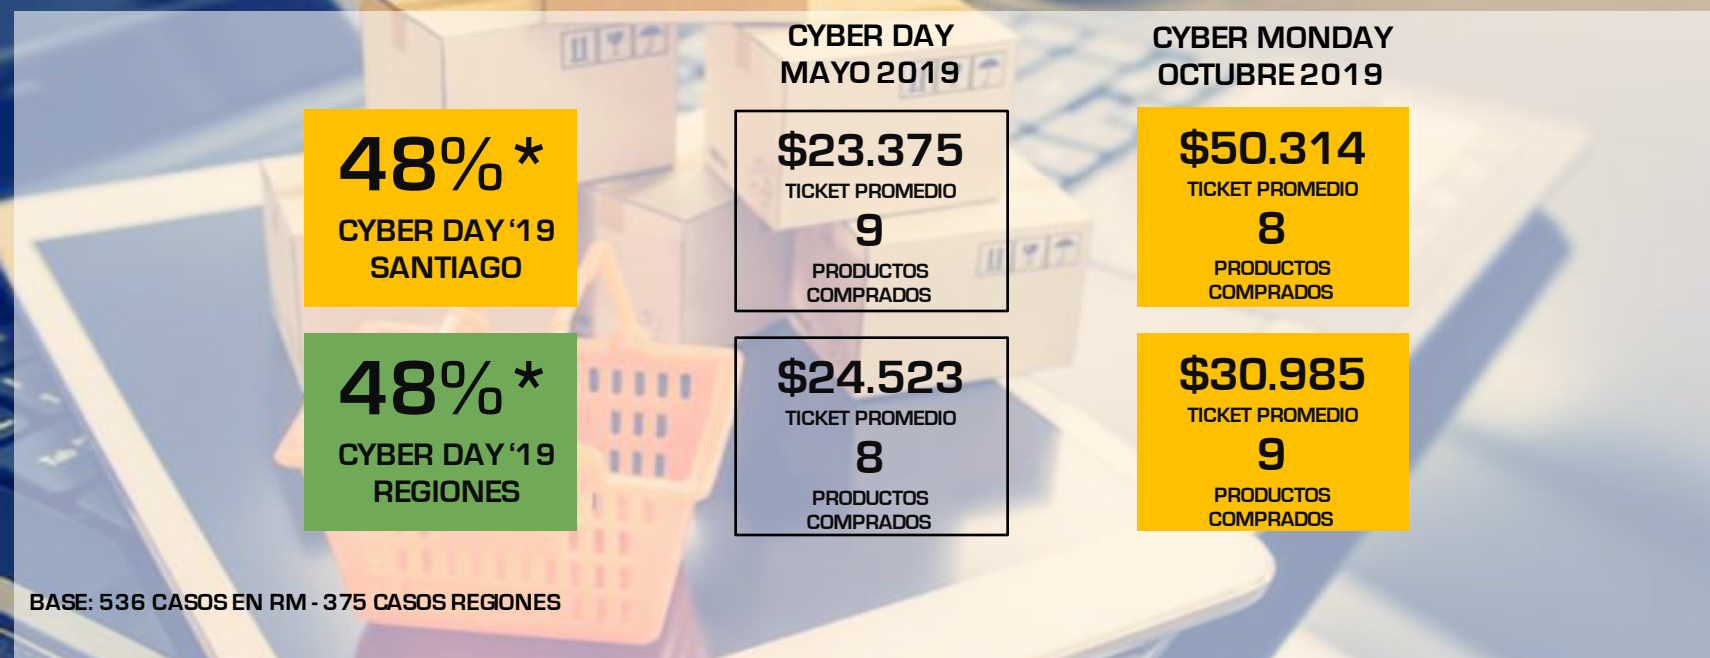 CYBER DAY
MAYO 2019
CYBER MONDAY
OCTUBRE 2019
48%*
CYBER DAY ‘19
SANTIAGO
$23.375
TICKET PROMEDIO
9
PRODUCTOS
COMPRADOS
$50.314
TICKET PROMEDIO
8
PRODUCTOS
COMPRADOS
48%*
CYBER DAY ‘19
REGIONES
$24.523
TICKET PROMEDIO
8
PRODUCTOS
COMPRADOS
$30.985
TICKET PROMEDIO
9
PRODUCTOS
COMPRADOS
BASE: 536 CASOS EN RM - 375 CASOS REGIONES